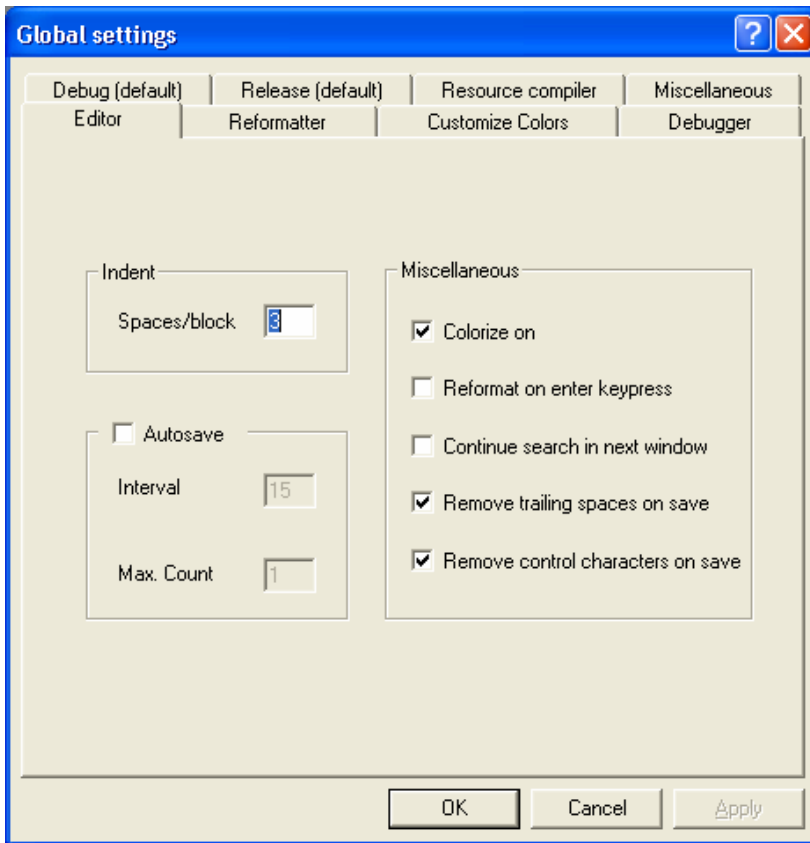 Global settings
Debug (default) Release (default) Resource compiler Miscellaneous
Editor Reformatter Customize Colors Debugger
Indent
Spaces/block 3
Autosave
Interval 15
Max. Count 1
Miscellaneous
Colorize on
Reformat on enter keypress
Continue search in next window
Remove trailing spaces on save
Remove control characters on save
OK Cancel Apply